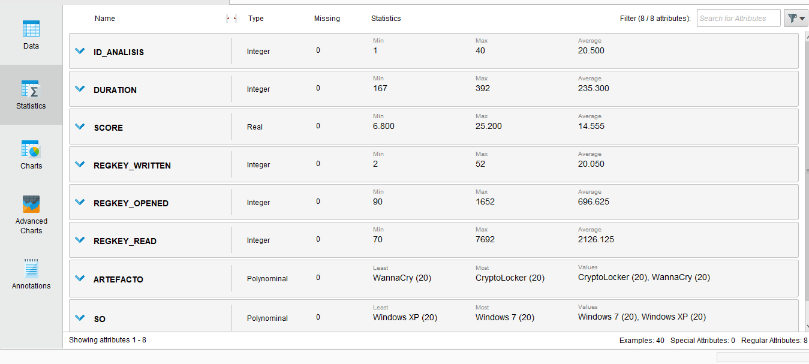 Name Type Missing Statistics Filter (8 / 8 attributes): Search for Attributes
Data
Statistics
Charts
Advanced
Charts
Annotations
Min Max Average
ID_ANALISIS Integer 0 1 40 20.500
Min Max Average
DURATION Integer 0 167 392 235.300
Min Max Average
SCORE Real 0 6.800 25.200 14.555
Min Max Average
REGKEY_WRITTEN Integer 0 2 52 20.050
Min Max Average
REGKEY_OPENED Integer 0 90 1652 696.625
Min Max Average
REGKEY_READ Integer 0 70 7692 2126.125
Least Most Values
ARTEFACTO Polynominal 0 WannaCry (20) CryptoLocker (20) CryptoLocker (20), WannaCry (20)
Least Most Values
SO Polynominal 0 Windows XP (20) Windows 7 (20) Windows 7 (20), Windows XP (20)
Showing attributes 1 - 8 Examples: 40 Special Attributes: 0 Regular Attributes: 8